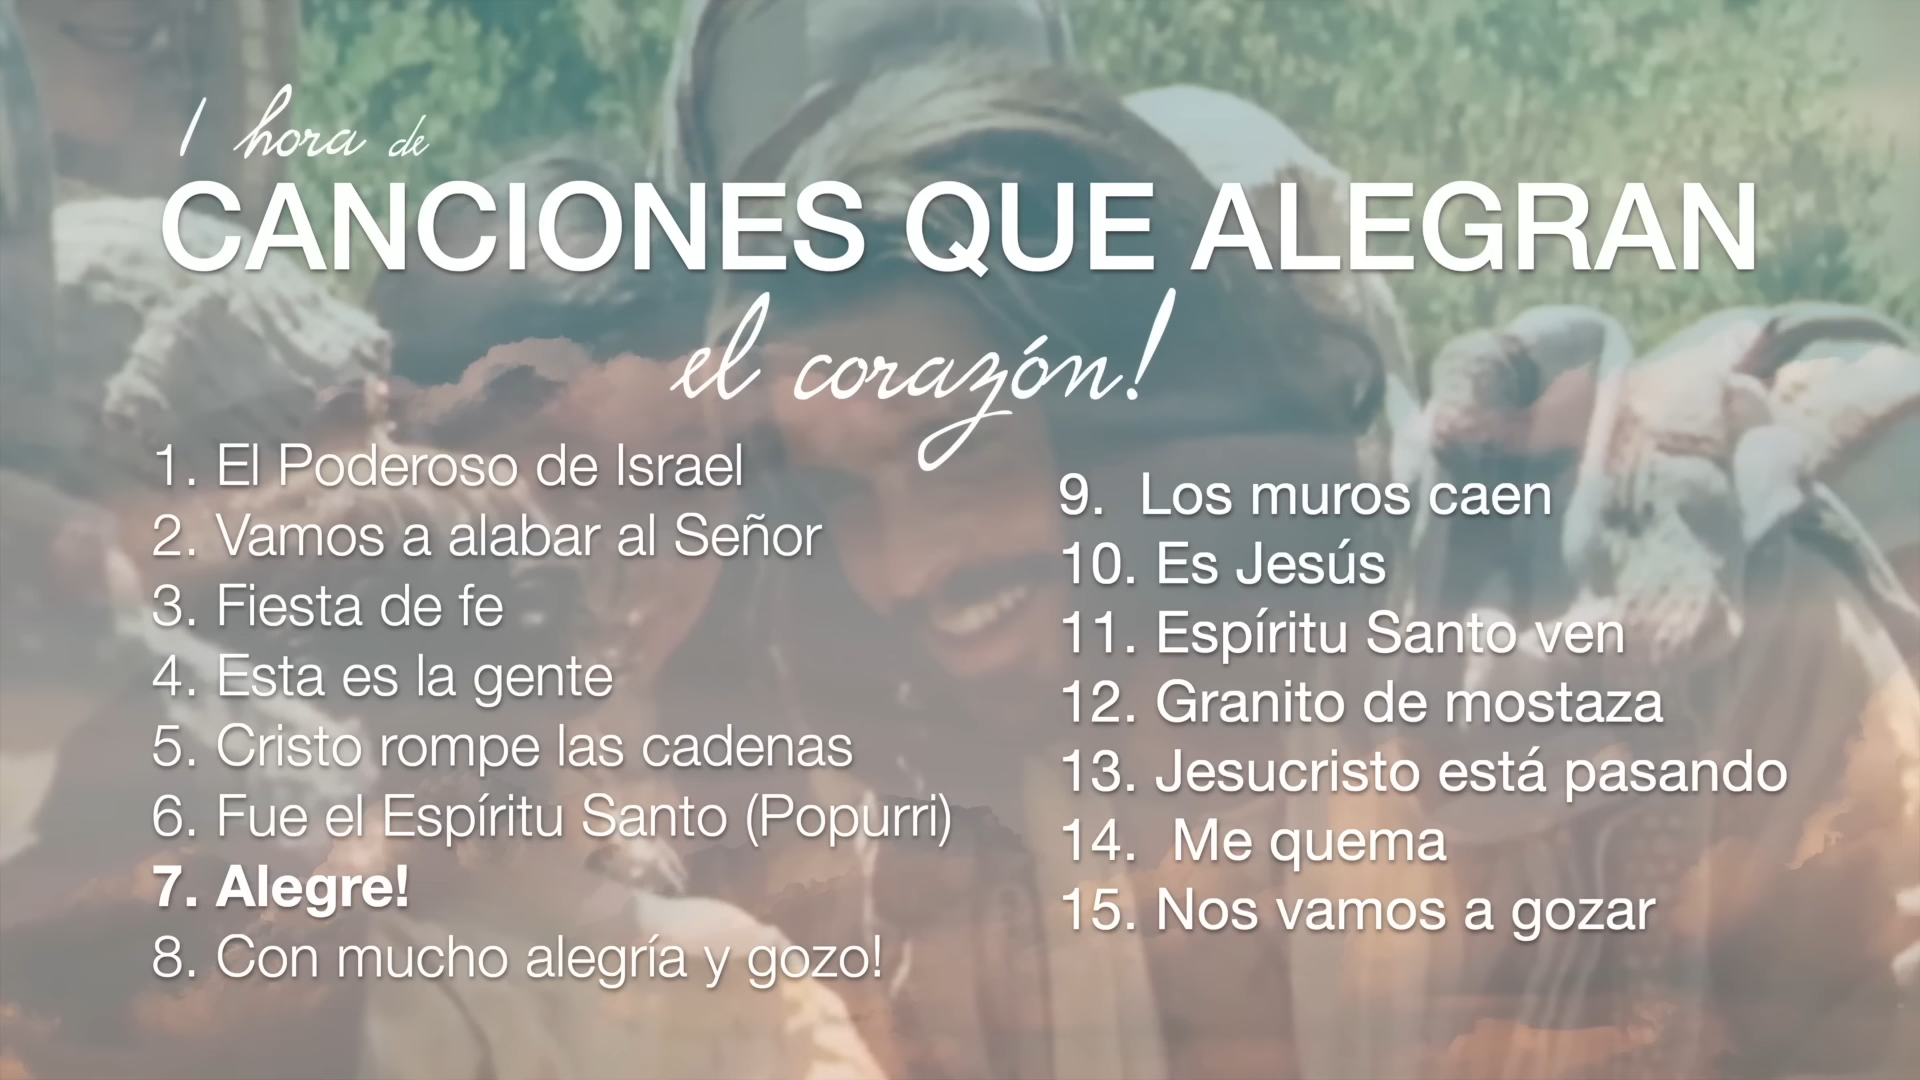 1 hora de
CANCIONES QUE ALEGRAN
el corazón!
1. El Poderoso de Israel
2. Vamos a alabar al Señor
3. Fiesta de fe
4. Esta es la gente
5. Cristo rompe las cadenas
6. Fue el Espíritu Santo (Popurri)
7. Alegre!
8. Con mucho alegría y gozo!
9. Los muros caen
10. Es Jesús
11. Espíritu Santo ven
12. Granito de mostaza
13. Jesucristo está pasando
14. Me quema
15. Nos vamos a gozar